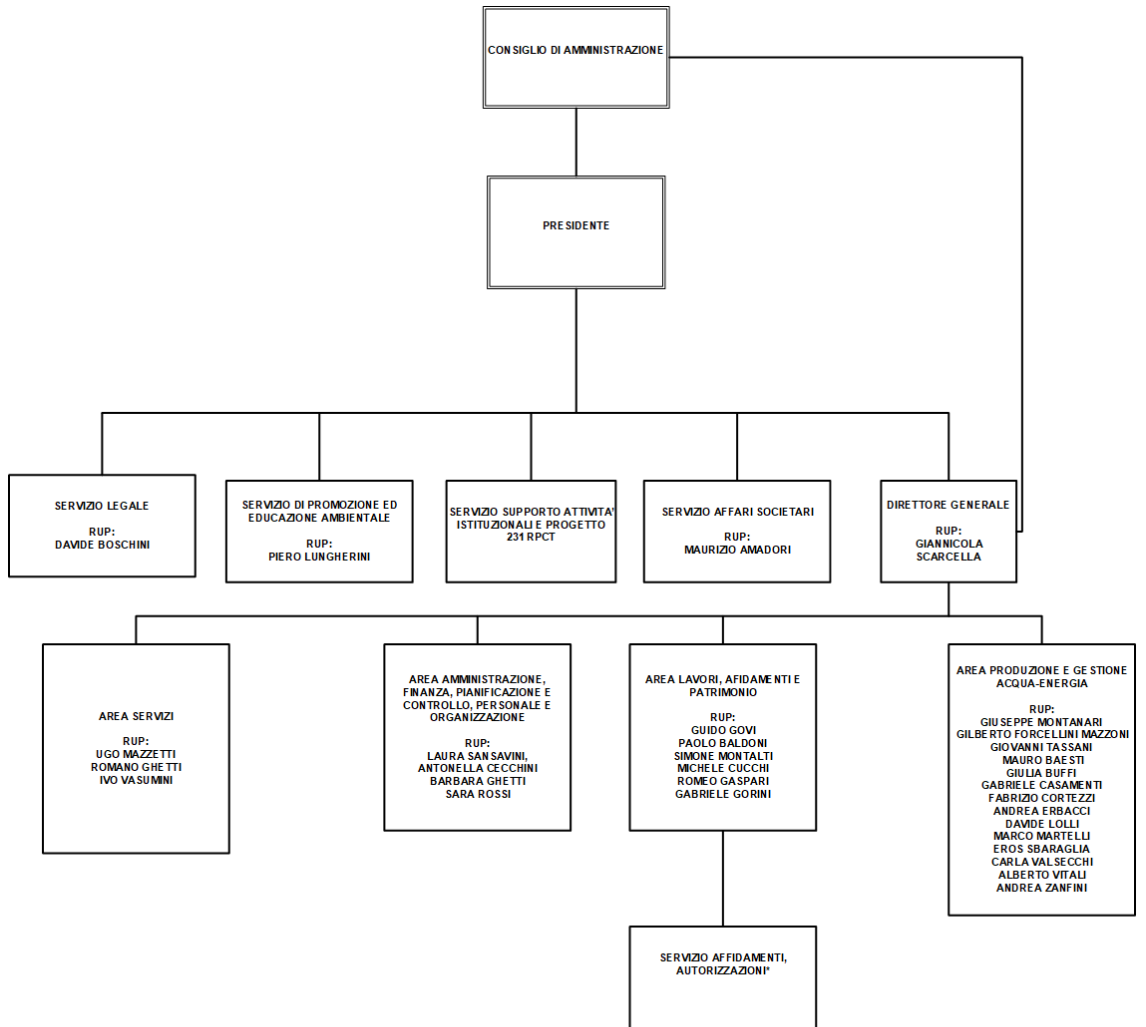 CONSIGLIO DI AMMINISTRAZIONE
PRESIDENTE
SERVIZIO LEGALE
RUP:
DAVIDE BOSCHINI
SERVIZIO DI PROMOZIONE ED
EDUCAZIONE AMBIENTALE
RUP:
PIERO LUNGHERINI
SERVIZIO SUPPORTO ATTIVITA'
ISTITUZIONALI E PROGETTO
231 RPCT
SERVIZIO AFFARI SOCIETARI
RUP:
MAURIZIO AMADORI
DIRETTORE GENERALE
RUP:
GIANNICOLA
SCARCELLA
AREA SERVIZI
RUP:
UGO MAZZETTI
ROMANO GHETTI
IVO VASUMINI
AREA AMMINISTRAZIONE,
FINANZA, PIANIFICAZIONE E
CONTROLLO, PERSONALE E
ORGANIZZAZIONE
RUP:
LAURA SANSAVINI,
ANTONELLA CECCHINI
BARBARA GHETTI
SARA ROSSI
AREA LAVORI, AFIDAMENTI E
PATRIMONIO
RUP:
GUIDO GOVI
PAOLO BALDONI
SIMONE MONTALTI
MICHELE CUCCHI
ROMEO GASPARI
GABRIELE GORINI
AREA PRODUZIONE E GESTIONE
ACQUA-ENERGIA
RUP:
GIUSEPPE MONTANARI
GILBERTO FORCELLINI MAZZONI
GIOVANNI TASSANI
MAURO BAESTI
GIULIA BUFFI
GABRIELE CASAMENTI
FABRIZIO CORTEZZI
ANDREA ERBACCI
DAVIDE LOLLI
MARCO MARTELLI
EROS SBARAGLIA
CARLA VALSECCHI
ALBERTO VITALI
ANDREA ZANFINI
SERVIZIO AFFIDAMENTI,
AUTORIZZAZIONI*